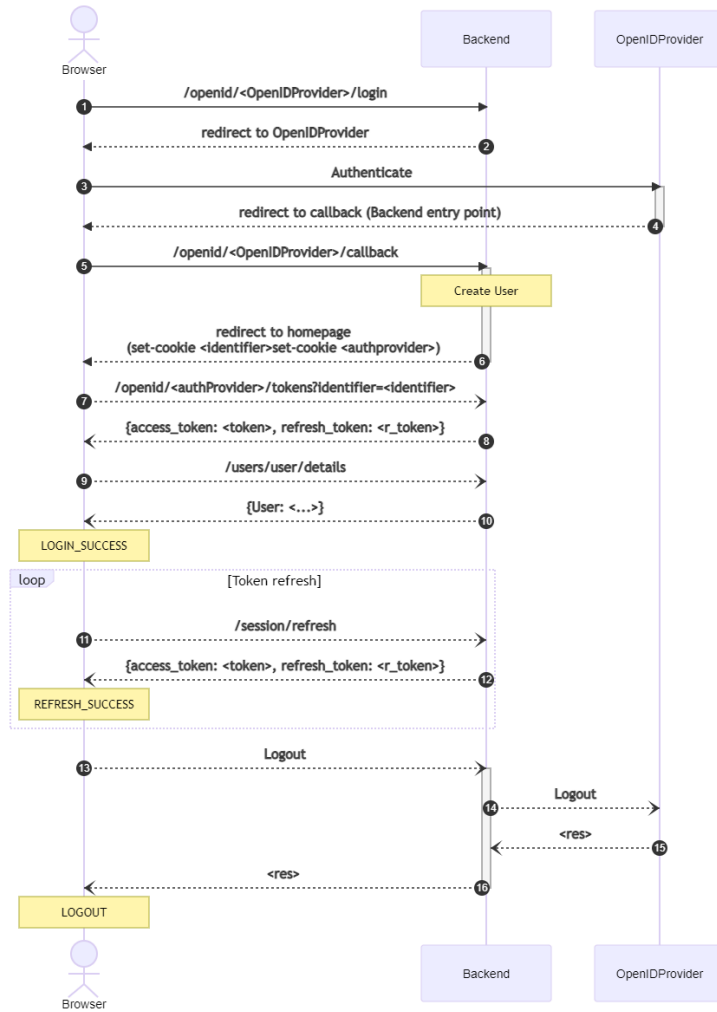 Browser
Backend
OpenIDProvider
/openid/<OpenIDProvider>/login
1
redirect to OpenIDProvider
2
Authenticate
3
redirect to callback (Backend entry point)
4
/openid/<OpenIDProvider>/callback
5
Create User
redirect to homepage
(set-cookie <identifier>set-cookie <authprovider>)
6
/openid/<authProvider>/tokens?identifier=<identifier>
7
{access_token: <token>, refresh_token: <r_token>}
8
/users/user/details
9
{User: <...>}
10
LOGIN_SUCCESS
loop
[Token refresh]
/session/refresh
11
{access_token: <token>, refresh_token: <r_token>}
12
REFRESH_SUCCESS
Logout
13
Logout
14
<res>
15
<res>
16
LOGOUT
Browser
Backend
OpenIDProvider